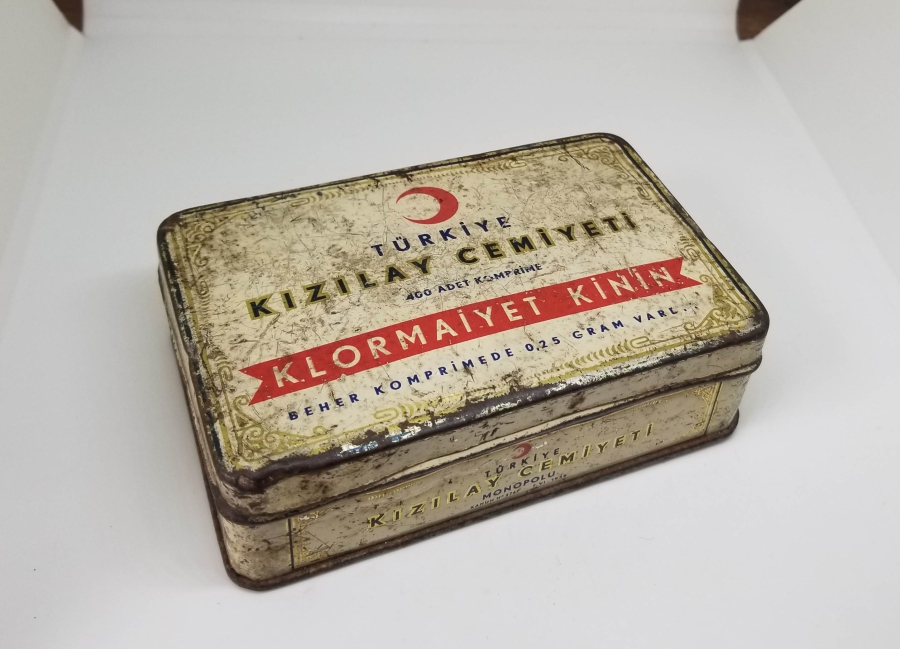 TÜRKİYE
KIZILAY CEMİYETİ
400 ADET KOMPRİME
KLORMAİYET KİNİN
BEHER KOMPRİMEDE 0,25 GRAM
TÜRKİYE
KIZILAY CEMİYETİ
MONOPOLU